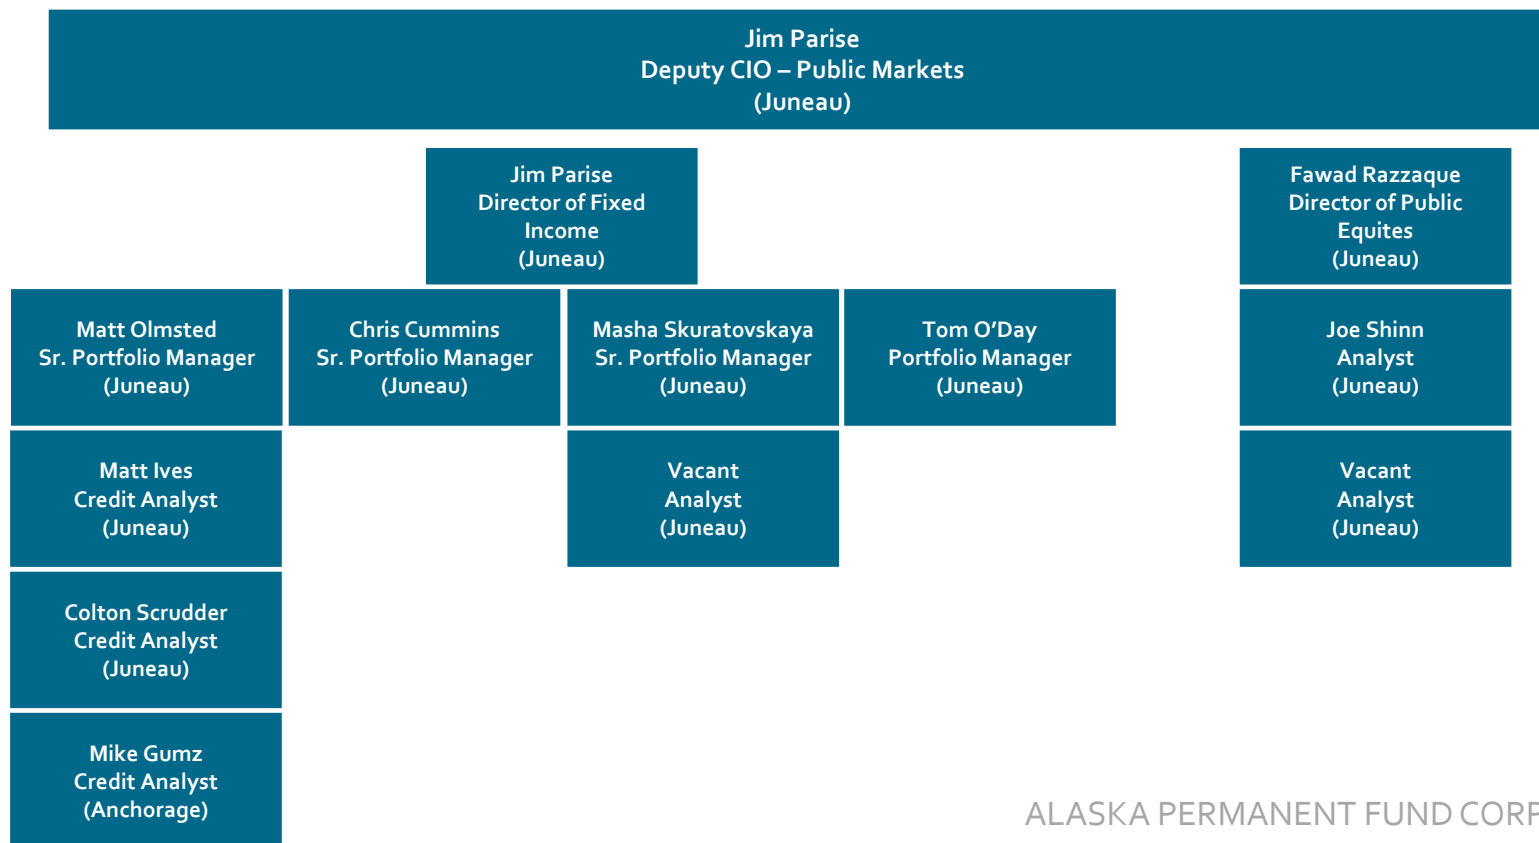 Jim Parise
Deputy CIO – Public Markets
(Juneau)
Jim Parise
Director of Fixed
Income
(Juneau)
Fawad Razzaque
Director of Public
Equites
(Juneau)
Matt Olmsted
Sr. Portfolio Manager
(Juneau)
Chris Cummins
Sr. Portfolio Manager
(Juneau)
Masha Skuratovskaya
Sr. Portfolio Manager
(Juneau)
Tom O’Day
Portfolio Manager
(Juneau)
Joe Shinn
Analyst
(Juneau)
Matt Ives
Credit Analyst
(Juneau)
Vacant
Analyst
(Juneau)
Vacant
Analyst
(Juneau)
Colton Scrudder
Credit Analyst
(Juneau)
Mike Gumz
Credit Analyst
(Anchorage)
ALASKA PERMANENT FUND CORP